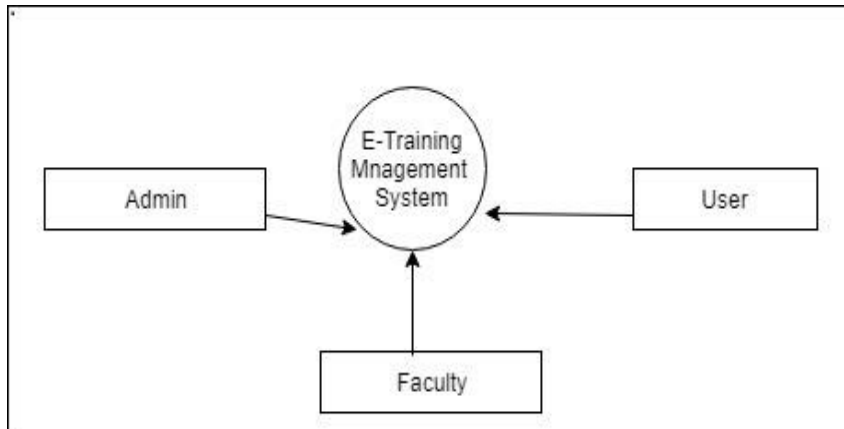 E-Training
Mnagement
System
Admin
User
Faculty